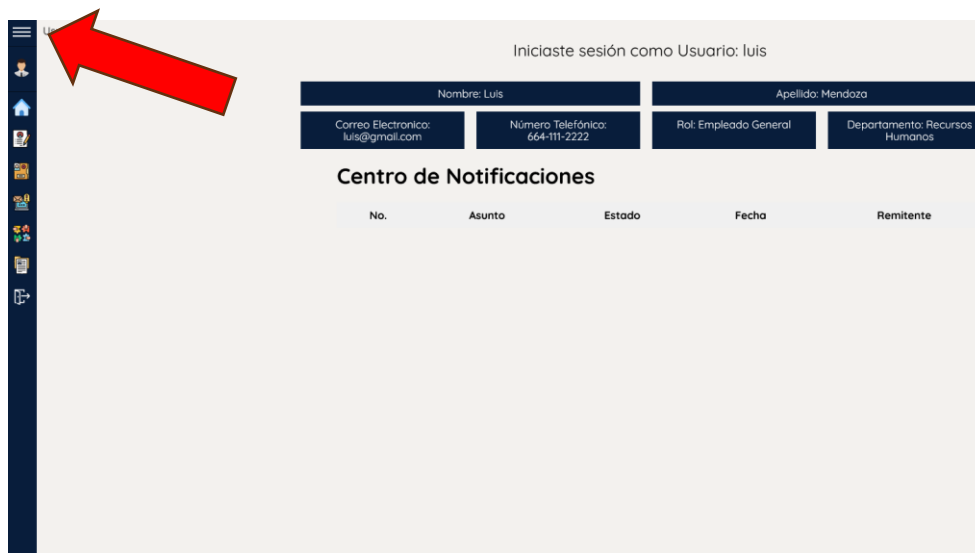 Iniciaste sesión como Usuario: luis
Nombre: Luis
Apellido: Mendoza
Correo Electronico:
luis@gmail.com
Número Telefónico:
664-111-2222
Rol: Empleado General
Departamento: Recursos
Humanos
Centro de Notificaciones
No. Asunto Estado Fecha Remitente